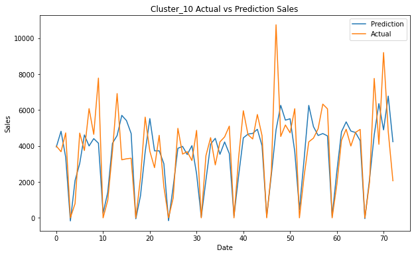 Cluster_10 Actual vs Prediction Sales
Prediction
Actual
10000
8000
6000
4000
2000
0
Sales
0 10 20 30 40 50 60 70
Date